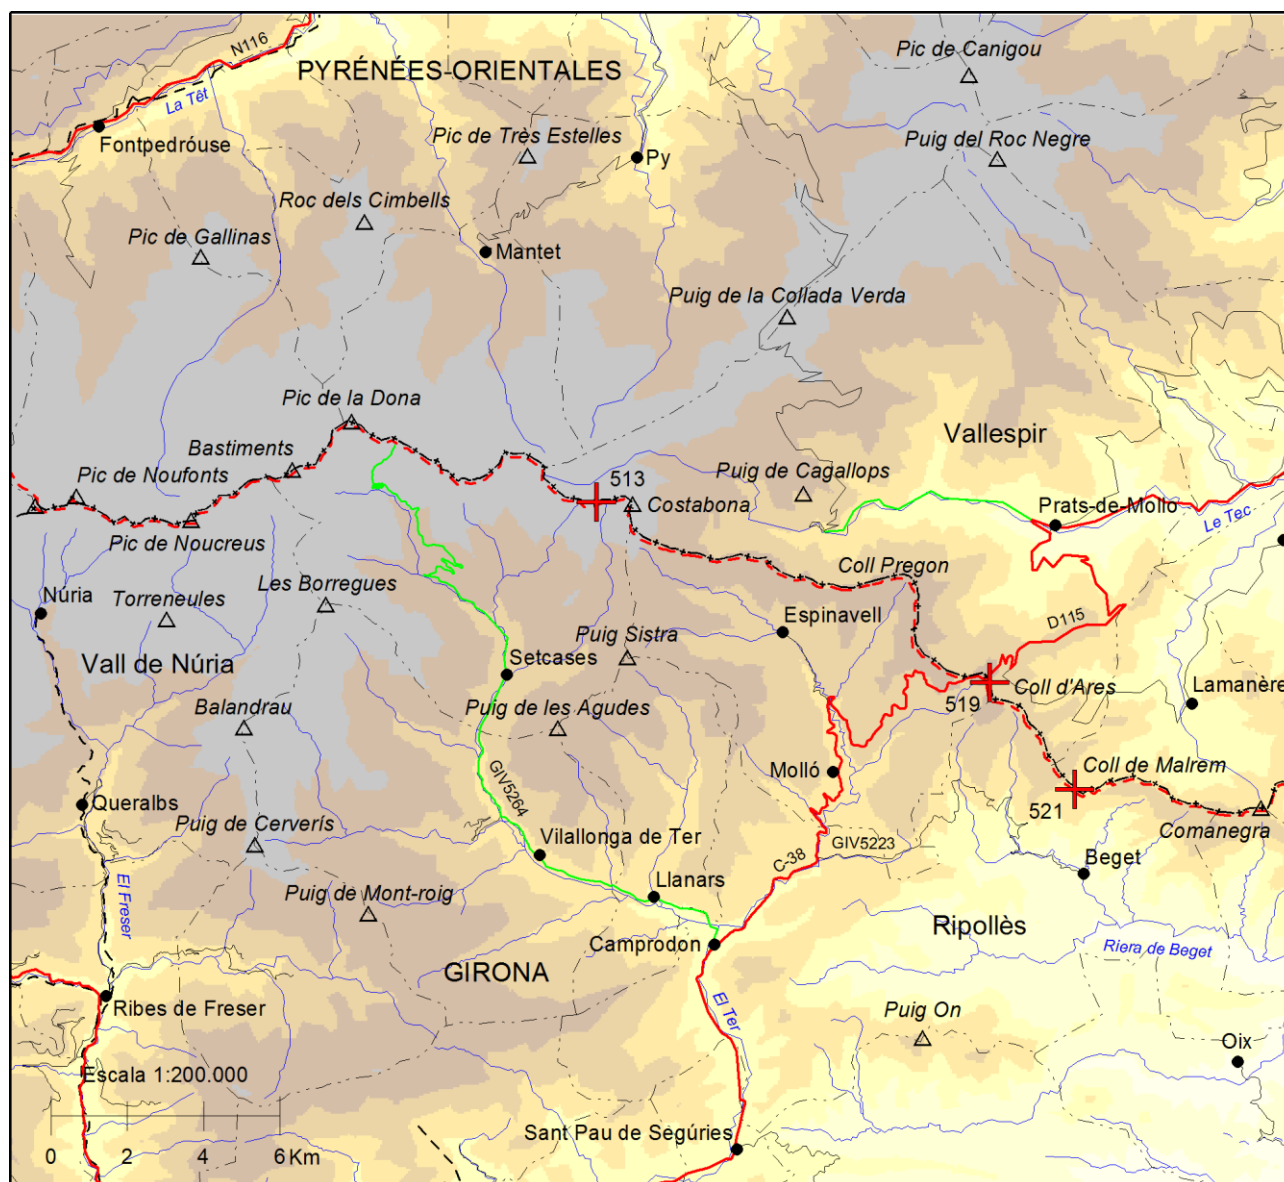 N116
Pic de Canigou
PYRÉNÉES-ORIENTALES
La Têt
Fontpedróuse
Pic de Très Estelles
Py
Puig del Roc Negre
Roc dels Cimbells
Pic de Gallinas
Mantet
Puig de la Collada Verda
Pic de la Dona
Vallespir
Bastiments
Pic de Noufonts
513
Puig de Cagallops
Costabona
Prats-de-Mollo
Le Tec
Pic de Noucreus
Coll Pregon
Les Borregues
Núria
Torreneules
Espinavell
D115
Puig Sistra
Setcases
Vall de Núria
Coll d'Ares
Lamanère
519
Balandrau
Puig de les Agudes
Molló
Coll de Malrem
GIV5264
Queralbs
521
Comanegra
Puig de Cerverís
Vilallonga de Ter
GIV5223
C-38
Beget
El Freser
Puig de Mont-roig
Llanars
Ripollès
Camprodon
Riera de Beget
GIRONA
Ribes de Freser
El Ter
Puig On
Oix
Escala 1:200.000
Sant Pau de Segúries
0 2 4 6 Km